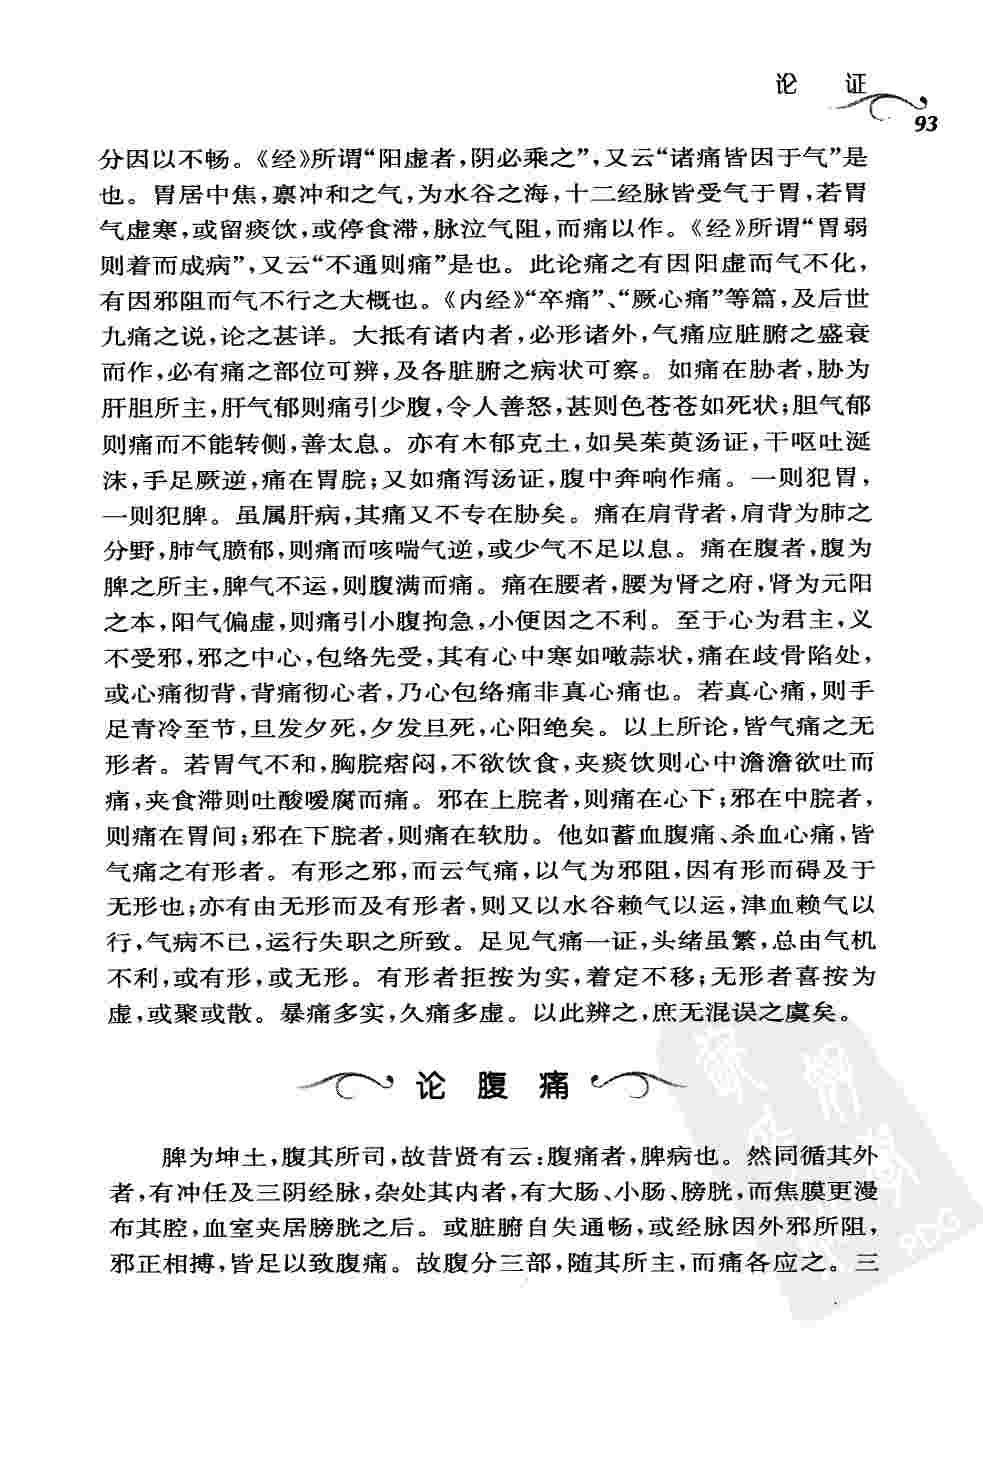 论 证
93
分因以不畅。《经》所谓“阳虚者,阴必乘之”,又云“诸痛皆因于气”是
也。胃居中焦,禀冲和之气,为水谷之海,十二经脉皆受气于胃,若胃
气虚寒,或留痰饮,或停食滞,脉泣气阻,而痛以作。《经》所谓“胃弱
则着而成病”,又云“不通则痛”是也。此论痛之有因阳虚而气不化,
有因邪阻而气不行之大概也。《内经》“卒痛”、“厥心痛”等篇,及后世
九痛之说,论之甚详。大抵有诸内者,必形诸外,气痛应脏腑之盛衰
而作,必有痛之部位可辨,及各脏腑之病状可察。如痛在胁者,胁为
肝胆所主,肝气郁则痛引少腹,令人善怒,甚则色苍苍如死状;胆气郁
则痛而不能转侧,善太息。亦有木郁克土,如吴茱萸汤证,干呕吐涎
沫,手足厥逆,痛在胃脘;又如痛泻汤证,腹中奔响作痛。一则犯胃,
一则犯脾。虽属肝病,其痛又不专在胁矣。痛在肩背者,肩背为肺之
分野,肺气膹郁,则痛而咳喘气逆,或少气不足以息。痛在腹者,腹为
脾之所主,脾气不运,则腹满而痛。痛在腰者,腰为肾之府,肾为元阳
之本,阳气偏虚,则痛引小腹拘急,小便因之不利。至于心为君主,义
不受邪,邪之中心,包络先受,其有心中寒如噉蒜状,痛在歧骨陷处,
或心痛彻背,背痛彻心者,乃心包络痛非真心痛也。若真心痛,则手
足青冷至节,旦发夕死,夕发旦死,心阳绝矣。以上所论,皆气痛之无
形者。若胃气不和,胸脘痞闷,不欲饮食,夹痰饮则心中澹澹欲吐而
痛,夹食滞则吐酸嗳腐而痛。邪在上脘者,则痛在心下;邪在中脘者,
则痛在胃间;邪在下脘者,则痛在软肋。他如蓄血腹痛、杀血心痛,皆
气痛之有形者。有形之邪,而云气痛,以气为邪阻,因有形而碍及于
无形也;亦有由无形而及有形者,则又以水谷赖气以运,津血赖气以
行,气病不已,运行失职之所致。足见气痛一证,头绪虽繁,总由气机
不利,或有形,或无形。有形者拒按为实,着定不移;无形者喜按为
虚,或聚或散。暴痛多实,久痛多虚。以此辨之,庶无混误之虞矣。
论 腹 痛
脾为坤土,腹其所司,故昔贤有云:腹痛者,脾病也。然同循其外
者,有冲任及三阴经脉,杂处其内者,有大肠、小肠、膀胱,而焦膜更漫
布其腔,血室夹居膀胱之后。或脏腑自失通畅,或经脉因外邪所阻,
邪正相搏,皆足以致腹痛。故腹分三部,随其所主,而痛各应之。三
PDG